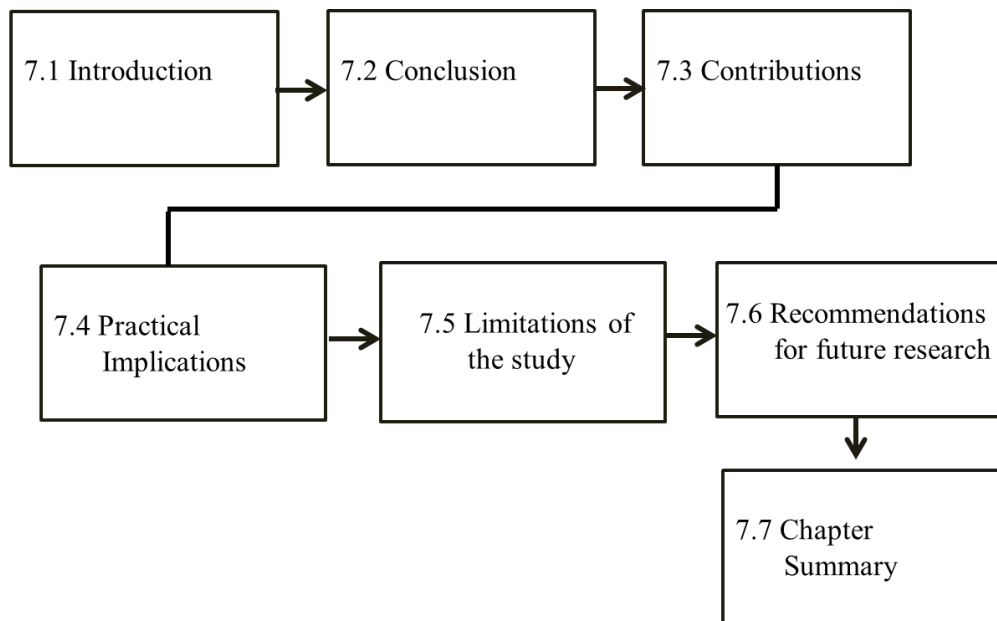 7.1 Introduction
7.2 Conclusion
7.3 Contributions
7.4 Practical
Implications
7.5 Limitations of
the study
7.6 Recommendations
for future research
7.7 Chapter
Summary